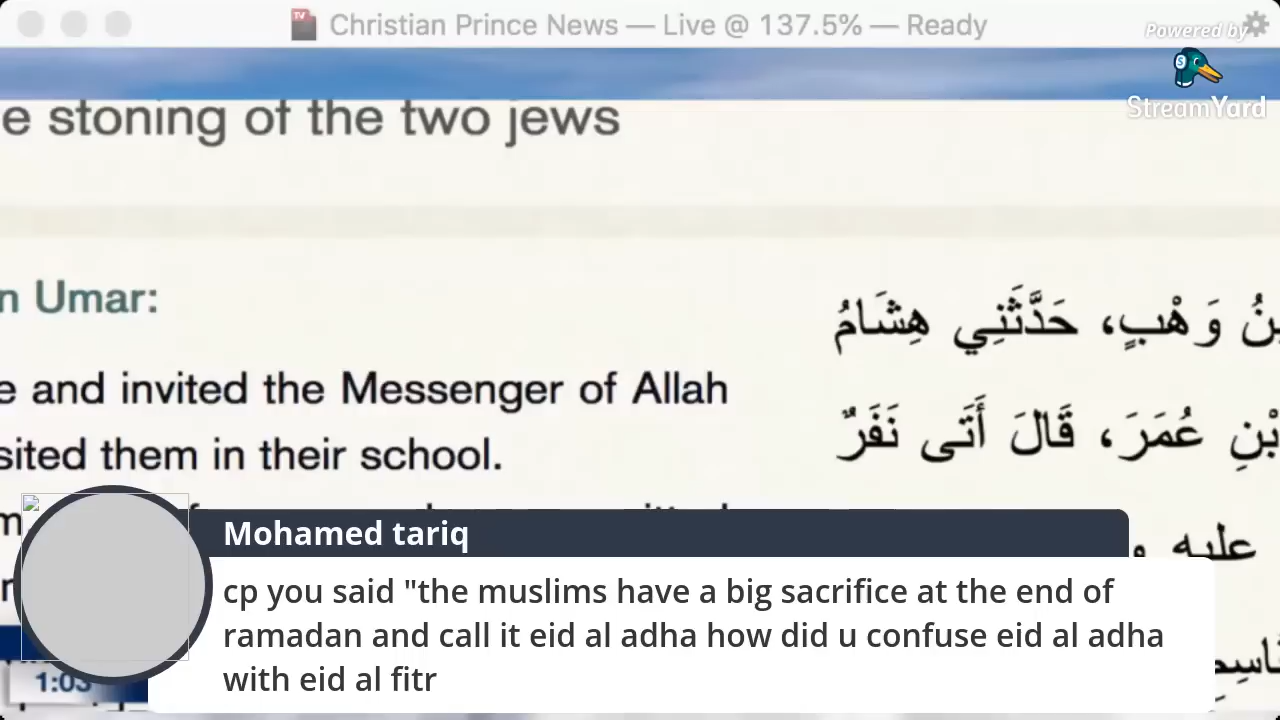 Christian Prince News — Live @ 137.5% — Ready
Powered by
StreamYard
e stoning of the two jews
n Umar:
وَهْبٍ، حَدَّثَنِي هِشَامُ
e and invited the Messenger of Allah
ابْنِ عُمَرَ، قَالَ أَتَى نَفَرٌ
sited them in their school.
عليه و
Mohamed tariq
cp you said "the muslims have a big sacrifice at the end of
ramadan and call it eid al adha how did u confuse eid al adha
with eid al fitr
1:03